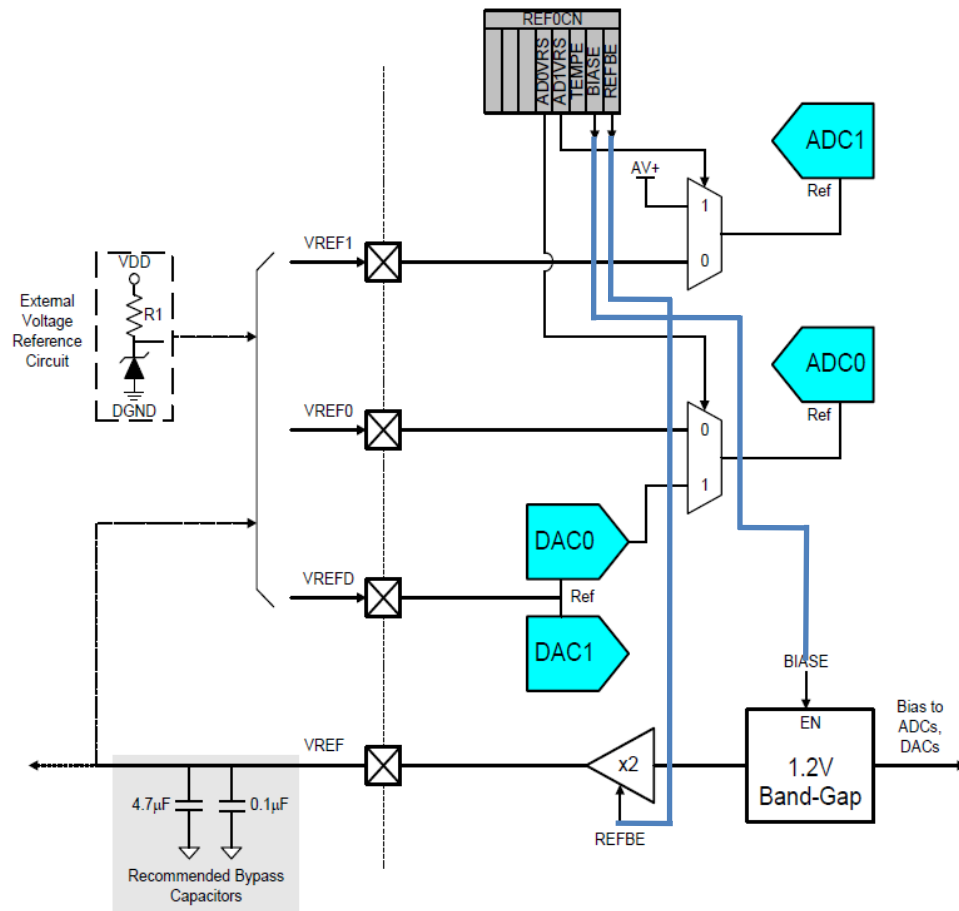 REF0CN
AD0VRS
AD1VRS
TEMPE
BIASE
REFBE
ADC1
Ref
AV+
1
0
VREF1
VDD
R1
DGND
External
Voltage
Reference
Circuit
ADC0
Ref
VREF0
0
1
DAC0
VREFD
Ref
DAC1
BIASE
EN
1.2V
Band-Gap
Bias to
ADCs,
DACs
VREF
x2
REFBE
4.7µF
0.1µF
Recommended Bypass
Capacitors